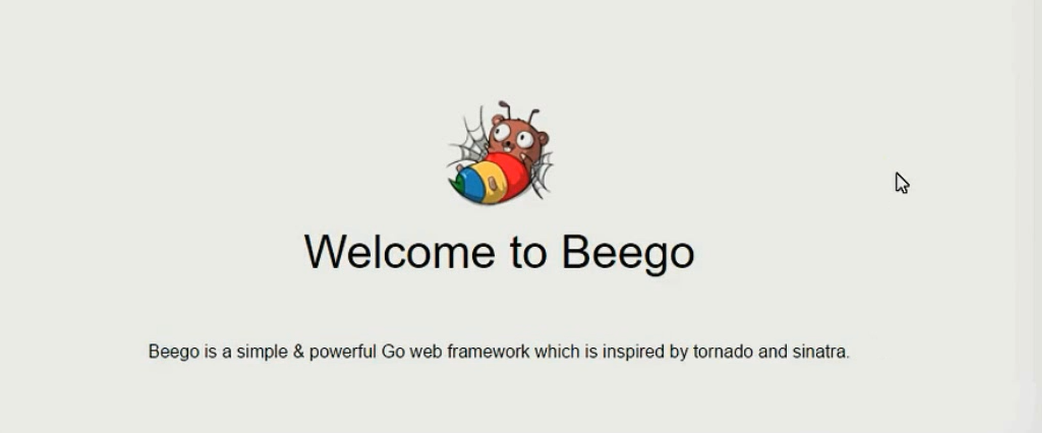 Welcome to Beego
Beego is a simple & powerful Go web framework which is inspired by tornado and sinatra.